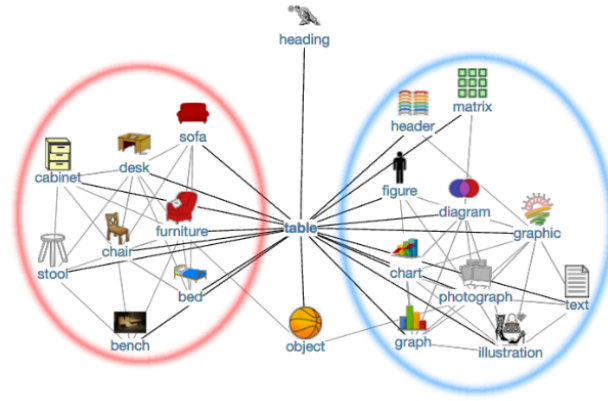 heading
sofa
desk
cabinet
furniture
chair
stool
bed
bench
table
object
matrix
header
figure
diagram
graphic
chart
photograph
text
graph
illustration